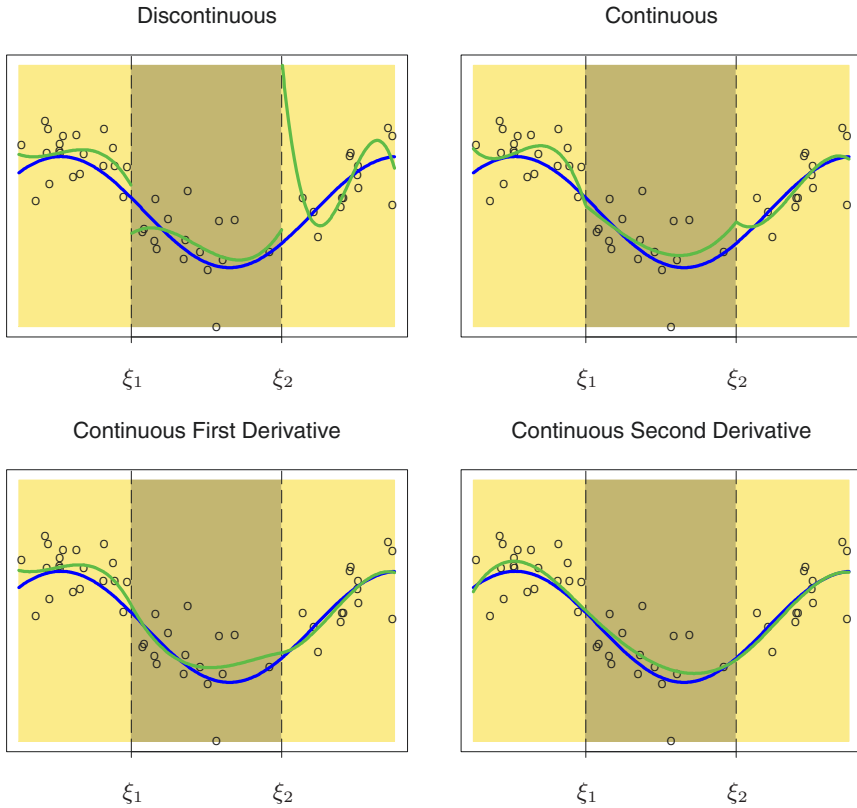 Discontinuous
Continuous
ξ1 ξ2
ξ1 ξ2
Continuous First Derivative
Continuous Second Derivative
ξ1 ξ2
ξ1 ξ2